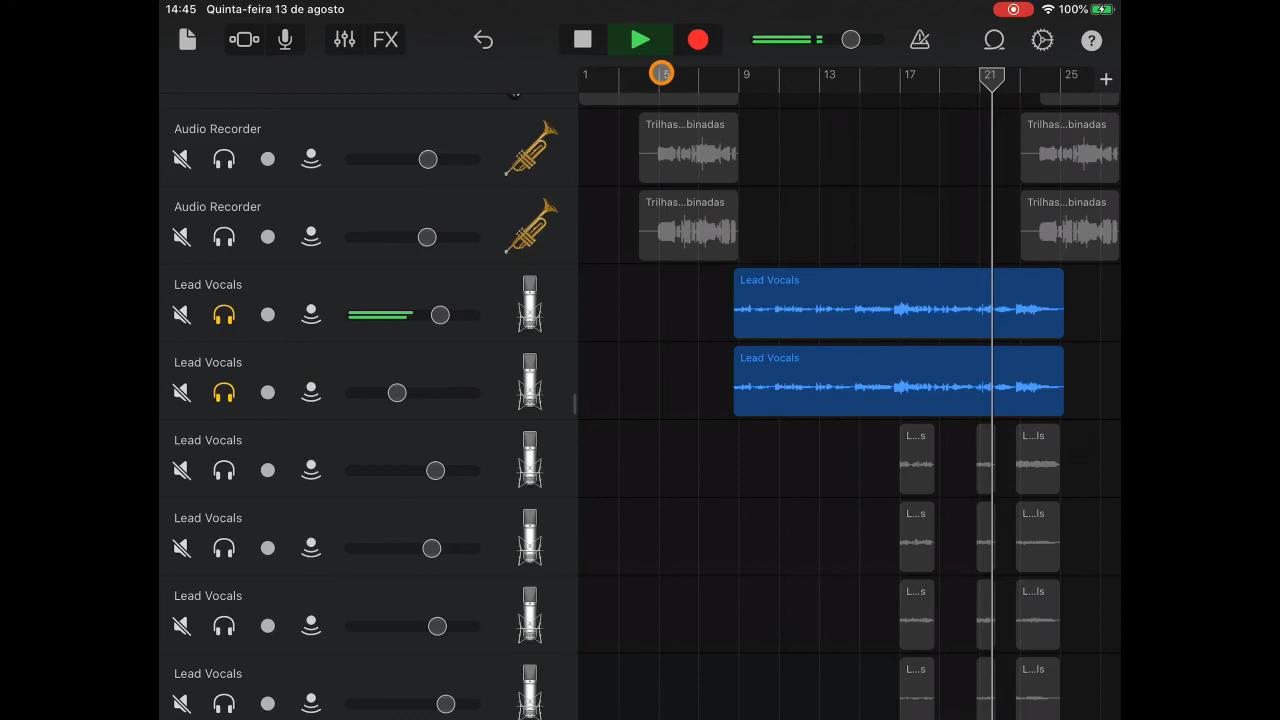 14:45 Quinta-feira 13 de agosto 100%
FX ?
1 5 9 13 17 21 25 +
Audio Recorder Trilhas...binadas Trilhas...binadas
Audio Recorder Trilhas...binadas Trilhas...binadas
Lead Vocals Lead Vocals
Lead Vocals Lead Vocals
Lead Vocals L...s L...ls
Lead Vocals L...s L...ls
Lead Vocals L...s L...ls
Lead Vocals L...s L...ls